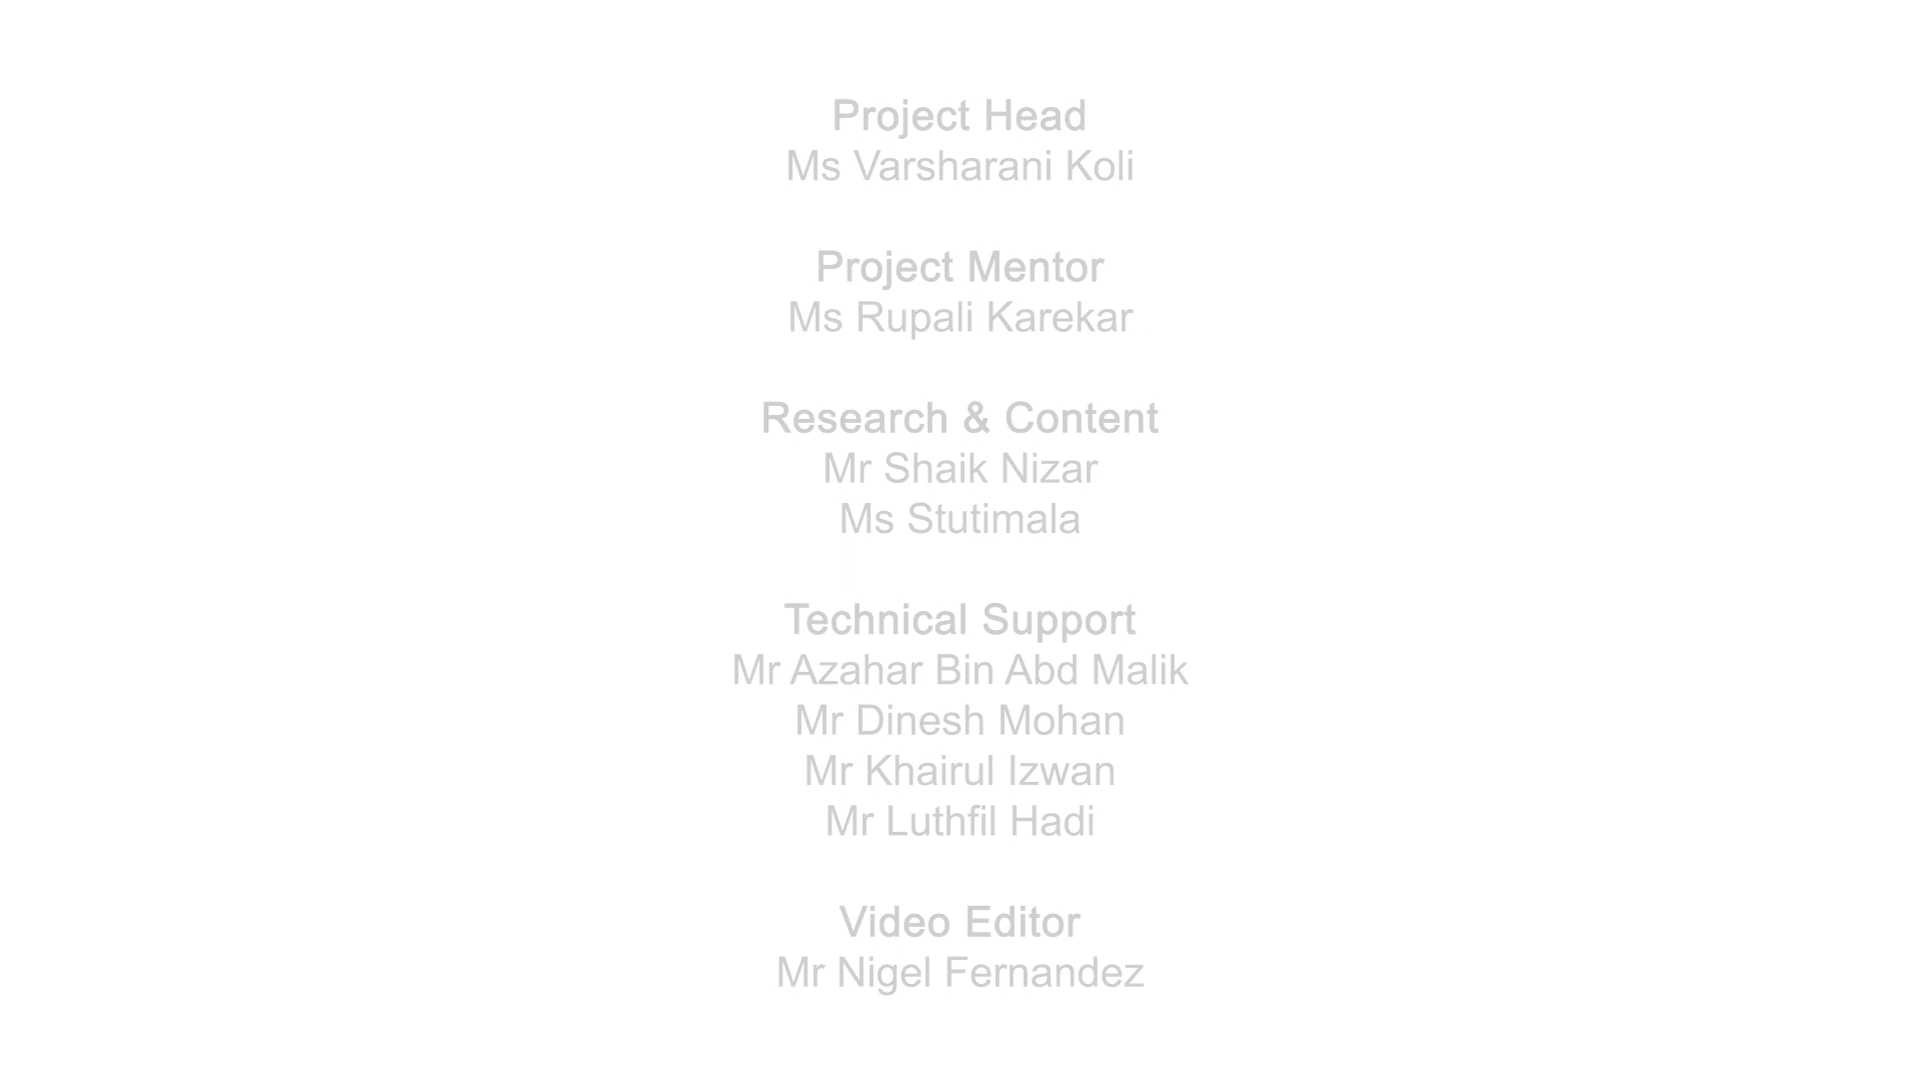 Project Head
Ms Varsharani Koli
Project Mentor
Ms Rupali Karekar
Research & Content
Mr Shaik Nizar
Ms Stutimala
Technical Support
Mr Azahar Bin Abd Malik
Mr Dinesh Mohan
Mr Khairul Izwan
Mr Luthfil Hadi
Video Editor
Mr Nigel Fernandez